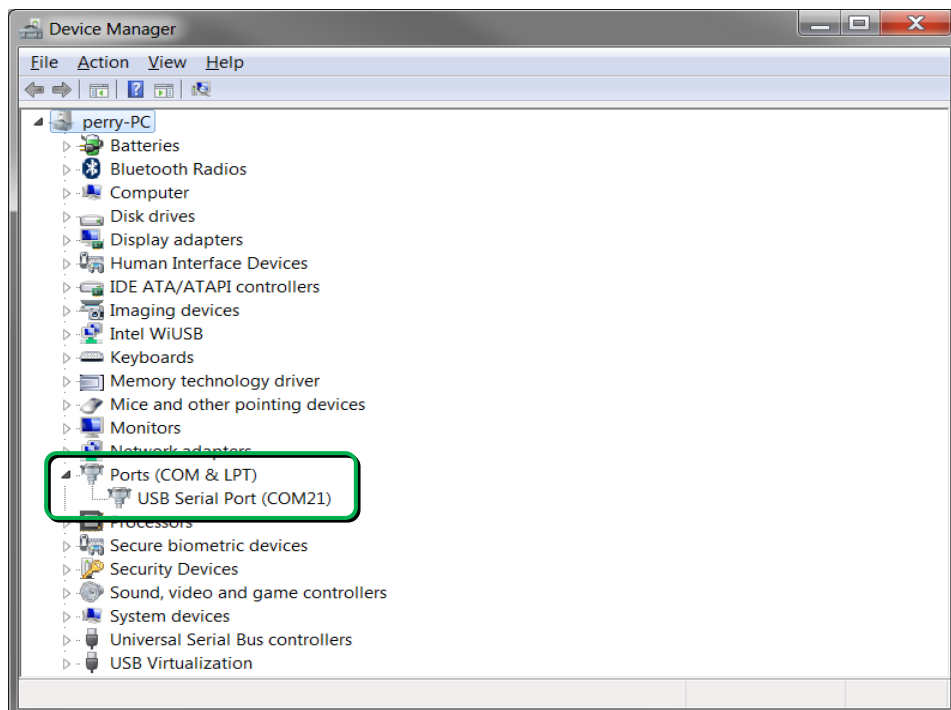 Device Manager
File Action View Help
perry-PC
Batteries
Bluetooth Radios
Computer
Disk drives
Display adapters
Human Interface Devices
IDE ATA/ATAPI controllers
Imaging devices
Intel WiUSB
Keyboards
Memory technology driver
Mice and other pointing devices
Monitors
Network adapters
Ports (COM & LPT)
USB Serial Port (COM21)
Processors
Secure biometric devices
Security Devices
Sound, video and game controllers
System devices
Universal Serial Bus controllers
USB Virtualization